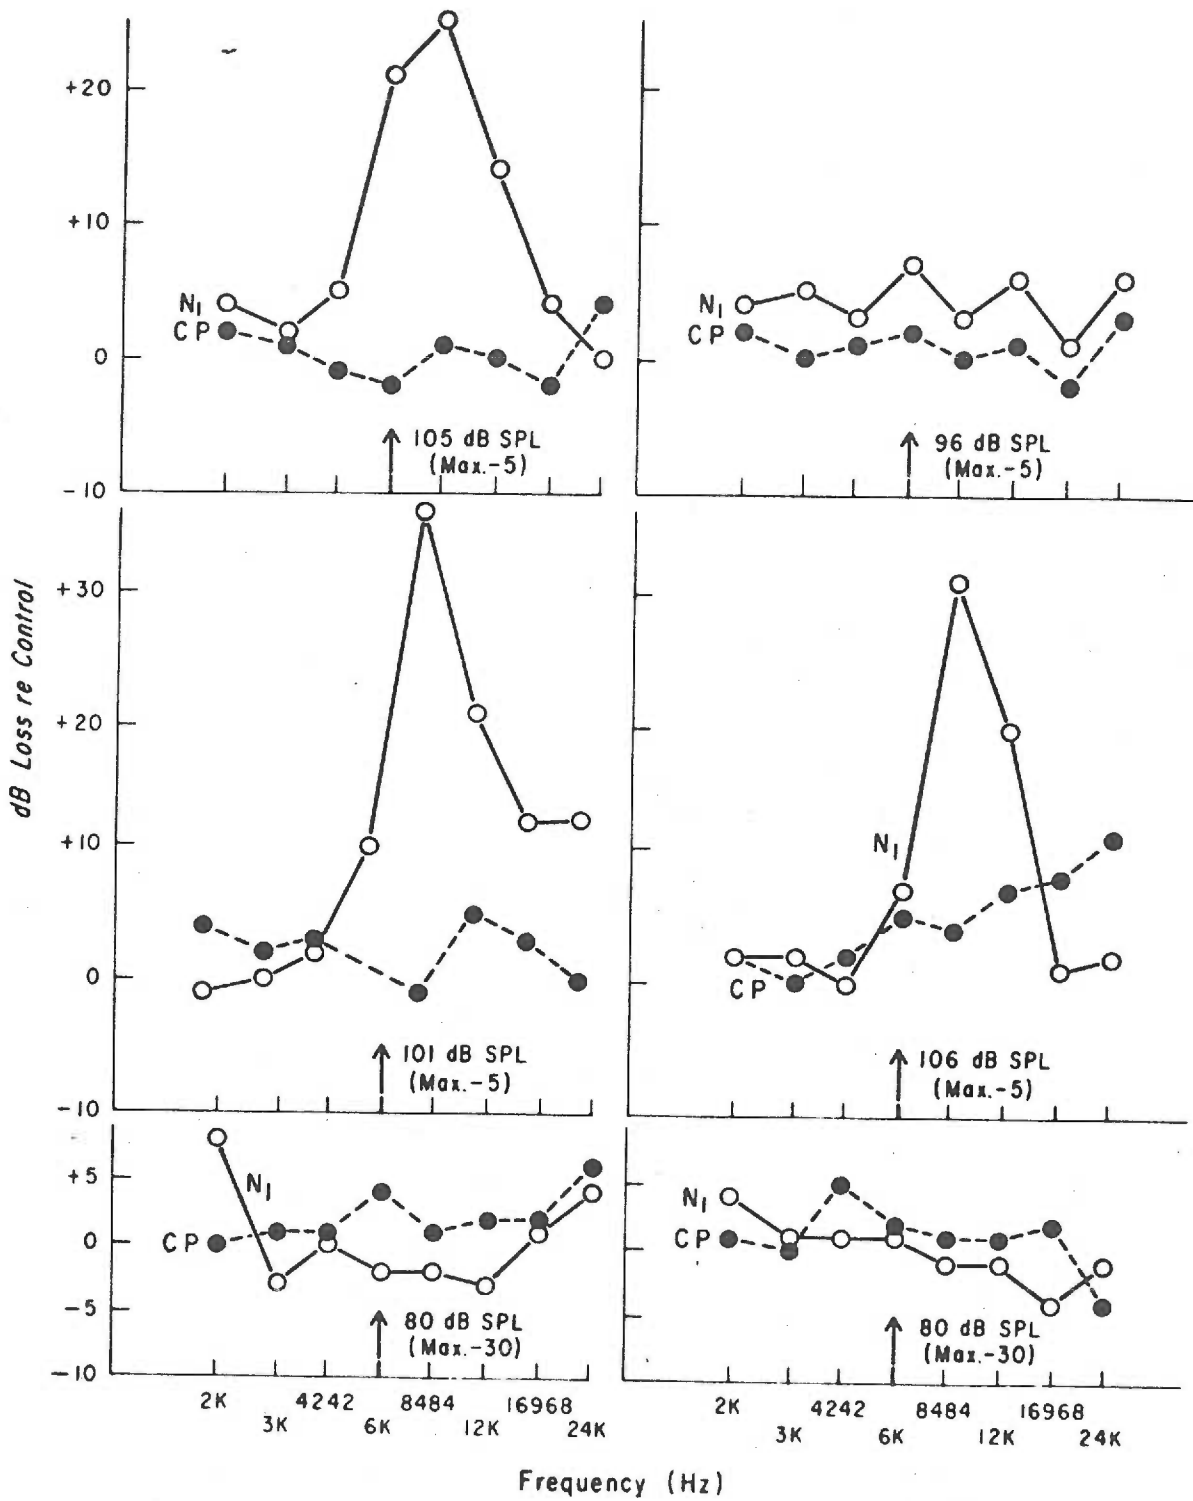 +20
+10
0
-10
N1
CP
105 dB SPL
(Max.-5)
N1
CP
96 dB SPL
(Max.-5)
dB Loss re Control
+30
+20
+10
0
-10
101 dB SPL
(Max.-5)
N1
CP
106 dB SPL
(Max.-5)
+5
0
-5
-10
N1
CP
80 dB SPL
(Max.-30)
N1
CP
80 dB SPL
(Max.-30)
2K 4242 8484 16968
3K 6K 12K 24K
2K 4242 8484 16968
3K 6K 12K 24K
Frequency (Hz)